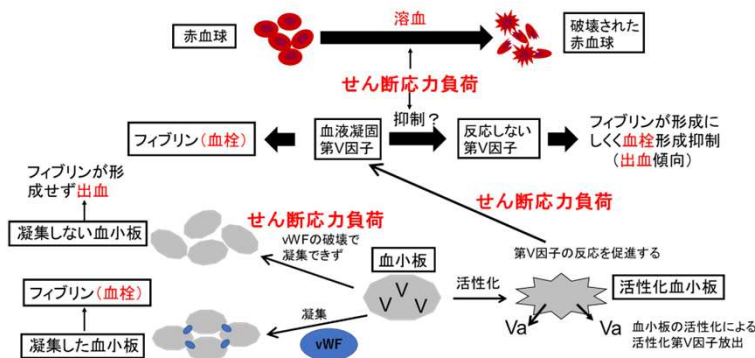 溶血
赤血球
破壊された
赤血球
せん断応力負荷
抑制?
フィブリン(血栓)
血液凝固
第Ⅴ因子
反応しない
第Ⅴ因子
フィブリンが形成に
しくく血栓形成抑制
(出血傾向)
フィブリンが形
成せず出血
せん断応力負荷
せん断応力負荷
凝集しない血小板
vWFの破壊で
凝集できず
血小板
第Ⅴ因子の反応を促進する
V V
V
活性化
活性化血小板
フィブリン(血栓)
凝集
Va
Va
血小板の活性化による
活性化第Ⅴ因子放出
凝集した血小板
vWF